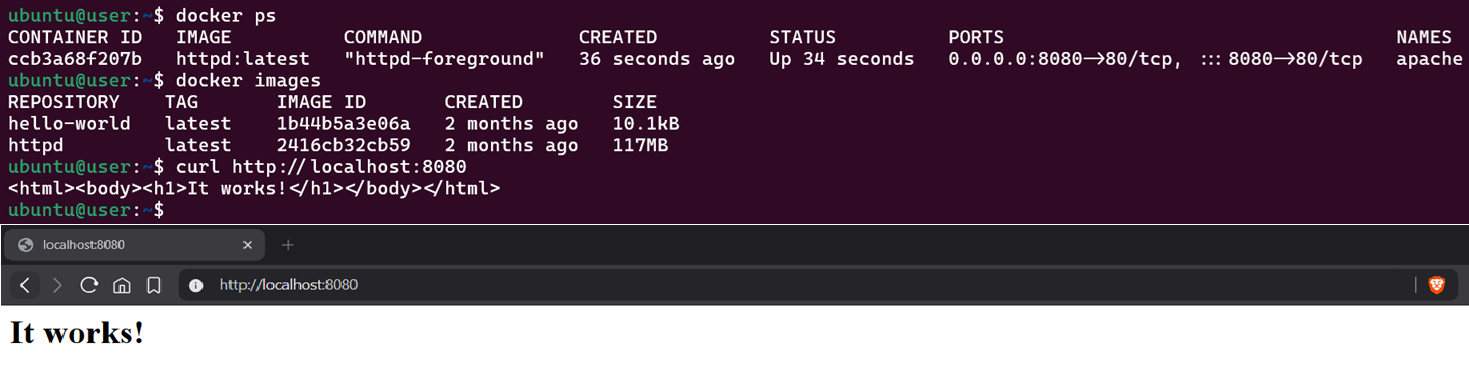 ubuntu@user:~$ docker ps
CONTAINER ID   IMAGE          COMMAND              CREATED          STATUS          PORTS                                     NAMES
ccb3a68f207b   httpd:latest   "httpd-foreground"   36 seconds ago   Up 34 seconds   0.0.0.0:8080->80/tcp, :::8080->80/tcp   apache
ubuntu@user:~$ docker images
REPOSITORY    TAG       IMAGE ID       CREATED        SIZE
hello-world   latest    1b44b5a3e06a   2 months ago   10.1kB
httpd         latest    2416cb32cb59   2 months ago   117MB
ubuntu@user:~$ curl http://localhost:8080
<html><body><h1>It works!</h1></body></html>
ubuntu@user:~$
localhost:8080
http://localhost:8080
It works!